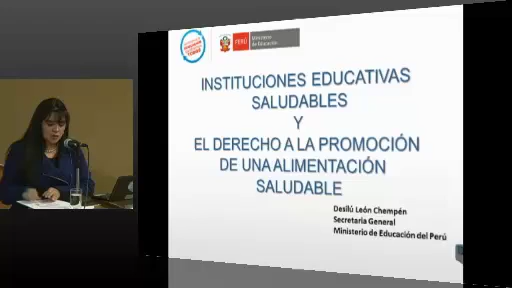 PERÚ
Ministerio
de Educación
INSTITUCIONES EDUCATIVAS
SALUDABLES
Y
EL DERECHO A LA PROMOCIÓN
DE UNA ALIMENTACIÓN
SALUDABLE
Desilú León Chempén
Secretaria General
Ministerio de Educación del Perú